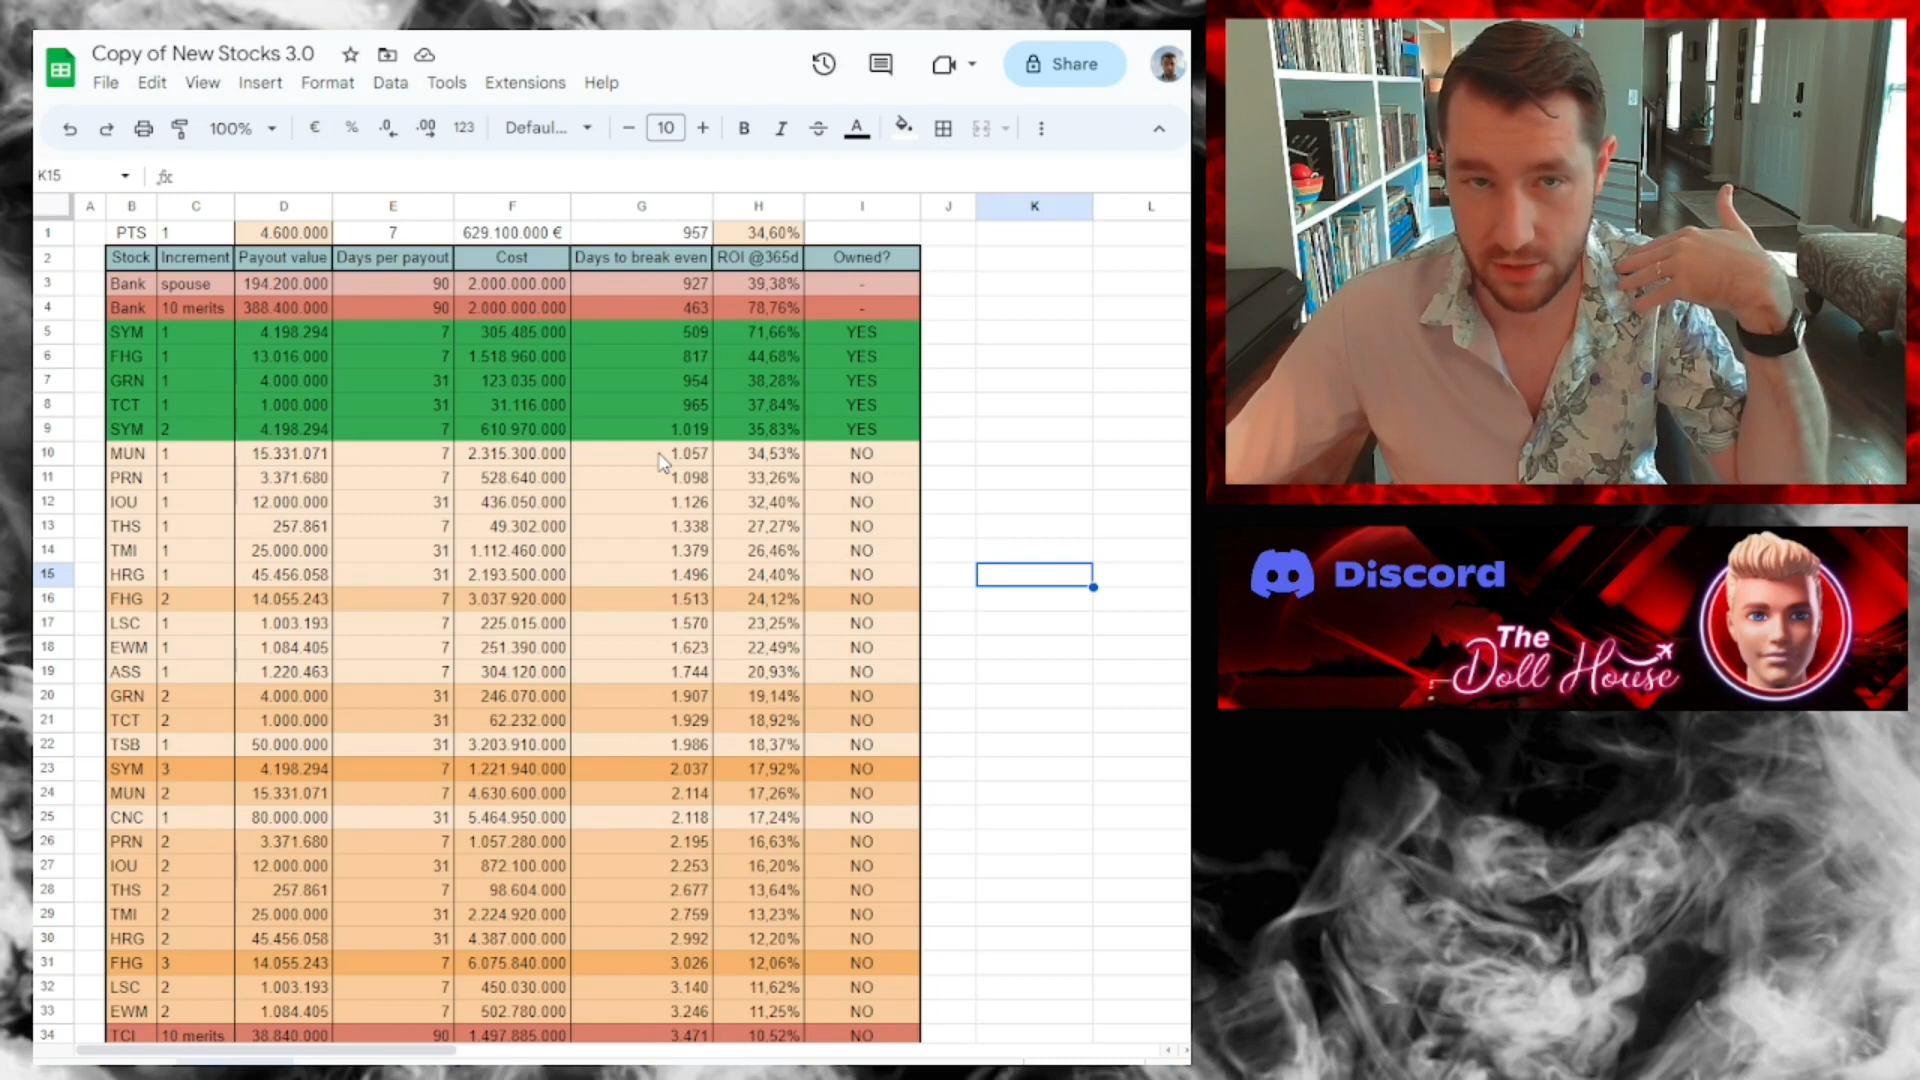 Copy of New Stocks 3.0
Share
File Edit View Insert Format Data Tools Extensions Help
100% € % .0 .00 123 Defaul... − 10 + B I A
K15 fx
A B C D E F G H I J K L
1 PTS 1 4.600.000 7 629.100.000 € 957 34,60%
2 Stock Increment Payout value Days per payout Cost Days to break even ROI @365d Owned?
3 Bank spouse 194.200.000 90 2.000.000.000 927 39,38% -
4 Bank 10 merits 388.400.000 90 2.000.000.000 463 78,76% -
5 SYM 1 4.198.294 7 305.485.000 509 71,66% YES
6 FHG 1 13.016.000 7 1.518.960.000 817 44,68% YES
7 GRN 1 4.000.000 31 123.035.000 954 38,28% YES
8 TCT 1 1.000.000 31 31.116.000 965 37,84% YES
9 SYM 2 4.198.294 7 610.970.000 1.019 35,83% YES
10 MUN 1 15.331.071 7 2.315.300.000 1.057 34,53% NO
11 PRN 1 3.371.680 7 528.640.000 1.098 33,26% NO
12 IOU 1 12.000.000 31 436.050.000 1.126 32,40% NO
13 THS 1 257.861 7 49.302.000 1.338 27,27% NO
14 TMI 1 25.000.000 31 1.112.460.000 1.379 26,46% NO
15 HRG 1 45.456.058 31 2.193.500.000 1.496 24,40% NO
16 FHG 2 14.055.243 7 3.037.920.000 1.513 24,12% NO
17 LSC 1 1.003.193 7 225.015.000 1.570 23,25% NO
18 EWM 1 1.084.405 7 251.390.000 1.623 22,49% NO
19 ASS 1 1.220.463 7 304.120.000 1.744 20,93% NO
20 GRN 2 4.000.000 31 246.070.000 1.907 19,14% NO
21 TCT 2 1.000.000 31 62.232.000 1.929 18,92% NO
22 TSB 1 50.000.000 31 3.203.910.000 1.986 18,37% NO
23 SYM 3 4.198.294 7 1.221.940.000 2.037 17,92% NO
24 MUN 2 15.331.071 7 4.630.600.000 2.114 17,26% NO
25 CNC 1 80.000.000 31 5.464.950.000 2.118 17,24% NO
26 PRN 2 3.371.680 7 1.057.280.000 2.195 16,63% NO
27 IOU 2 12.000.000 31 872.100.000 2.253 16,20% NO
28 THS 2 257.861 7 98.604.000 2.677 13,64% NO
29 TMI 2 25.000.000 31 2.224.920.000 2.759 13,23% NO
30 HRG 2 45.456.058 31 4.387.000.000 2.992 12,20% NO
31 FHG 3 14.055.243 7 6.075.840.000 3.026 12,06% NO
32 LSC 2 1.003.193 7 450.030.000 3.140 11,62% NO
33 EWM 2 1.084.405 7 502.780.000 3.246 11,25% NO
34 TCI 10 merits 38.840.000 90 1.497.885.000 3.471 10,52% NO
Discord
The
Doll House